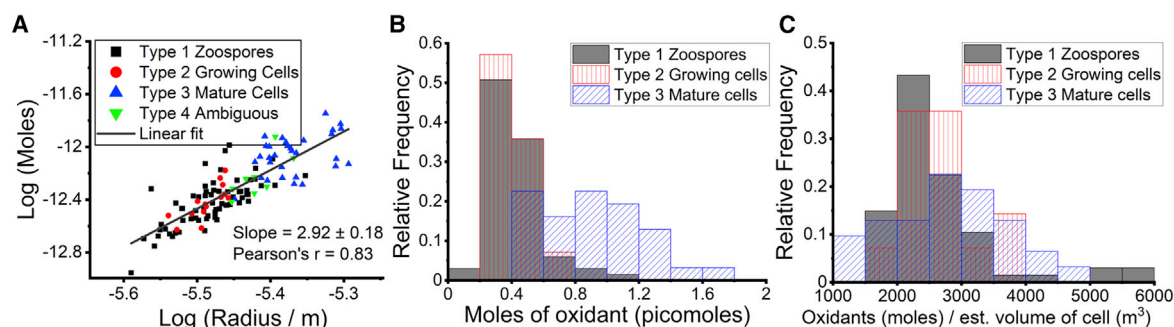 A
Log (Moles)
-11.2
-11.6
-12
-12.4
-12.8
Type 1 Zoospores
Type 2 Growing Cells
Type 3 Mature Cells
Type 4 Ambiguous
Linear fit
Slope = 2.92 ± 0.18
Pearson's r = 0.83
-5.6 -5.5 -5.4 -5.3
Log (Radius / m)
B
Relative Frequency
0.6
0.5
0.4
0.3
0.2
0.1
0
Type 1 Zoospores
Type 2 Growing cells
Type 3 Mature cells
0 0.4 0.8 1.2 1.6 2
Moles of oxidant (picomoles)
C
Relative Frequency
0.5
0.4
0.3
0.2
0.1
0
Type 1 Zoospores
Type 2 Growing cells
Type 3 Mature cells
1000 2000 3000 4000 5000 6000
Oxidants (moles) / est. volume of cell (m³)